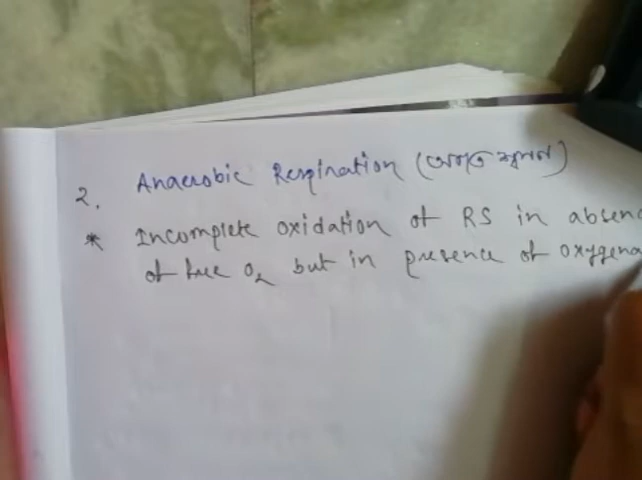 2. Anaerobic Respiration (অবাত শ্বসন)
* Incomplete oxidation of RS in absenc
of free O₂ but in presence of oxygena